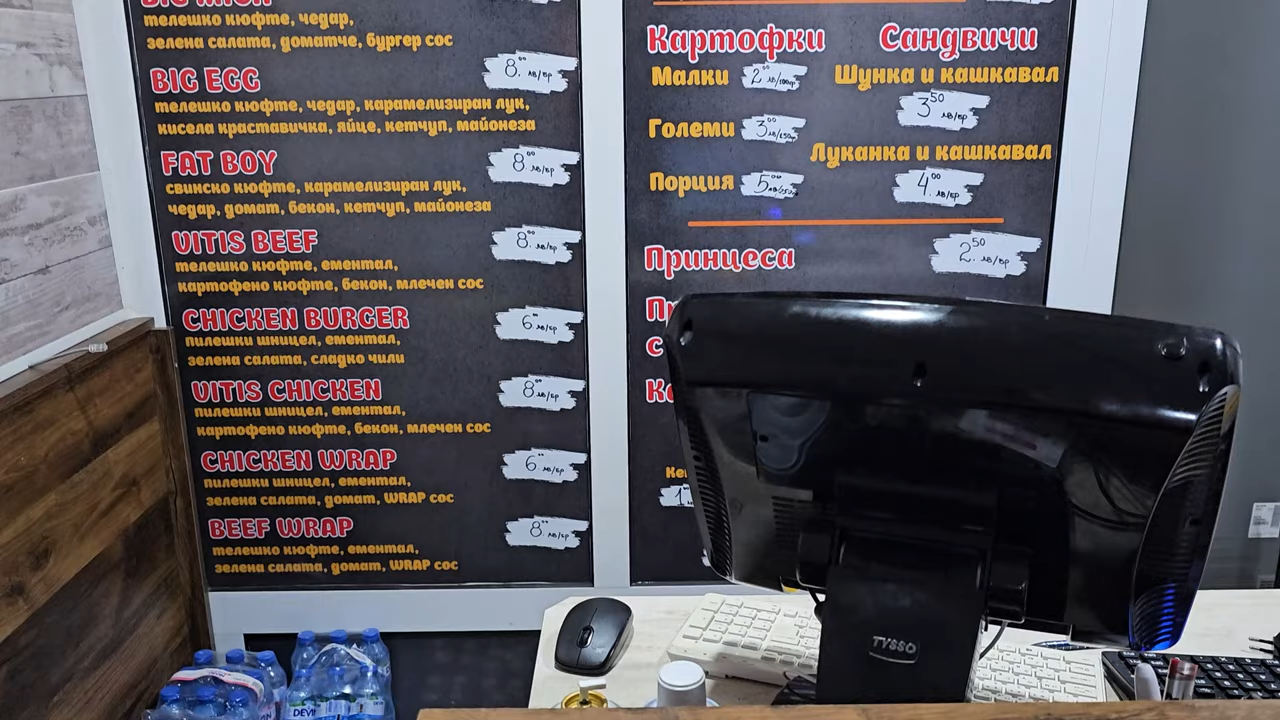 телешко кюфте, чедар,
зелена салата, доматче, бургер сос
BIG EGG 8.00 лв/бр
телешко кюфте, чедар, карамелизиран лук,
кисела краставичка, яйце, кетчуп, майонеза
FAT BOY 8.00 лв/бр
свинско кюфте, карамелизиран лук,
чедар, домат, бекон, кетчуп, майонеза
VITIS BEEF 8.00 лв/бр
телешко кюфте, ементал,
картофено кюфте, бекон, млечен сос
CHICKEN BURGER 6.00 лв/бр
пилешки шницел, ементал,
зелена салата, сладко чили
VITIS CHICKEN 8.00 лв/бр
пилешки шницел, ементал,
картофено кюфте, бекон, млечен сос
CHICKEN WRAP 6.00 лв/бр
пилешки шницел, ементал,
зелена салата, домат, WRAP сос
BEEF WRAP 8.00 лв/бр
телешко кюфте, ементал,
зелена салата, домат, WRAP сос
Картофки
Малки 2.00
Големи 3.00
Порция 5.00
Сандвичи
Шунка и кашкавал
3.50 лв/бр
Луканка и кашкавал
4.00 лв/бр
Принцеса 2.50 лв/бр
TYSSO
DEVIN